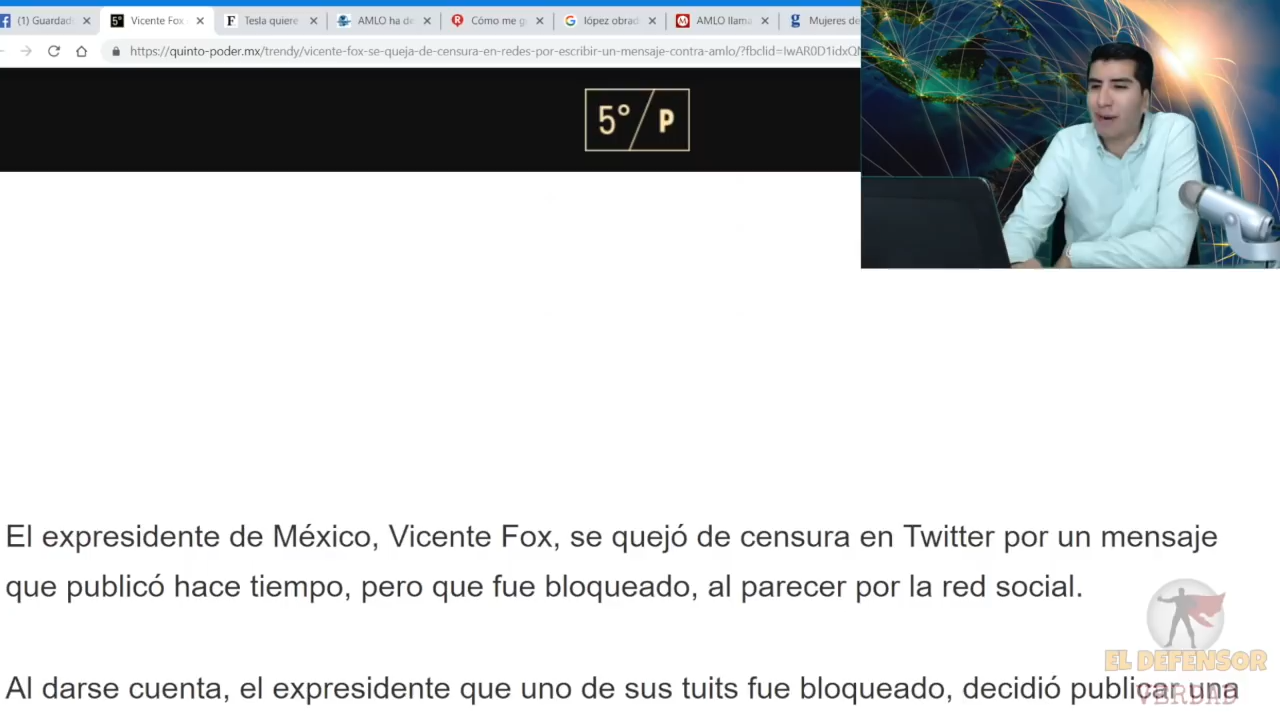 (1) Guardad
Vicente Fox
Tesla quiere
AMLO ha de
Cómo me g
lópez obrad
AMLO llama
Mujeres de
https://quinto-poder.mx/trendy/vicente-fox-se-queja-de-censura-en-redes-por-escribir-un-mensaje-contra-amlo/?fbclid=IwAR0D1idxQN
5°/P
El expresidente de México, Vicente Fox, se quejó de censura en Twitter por un mensaje
que publicó hace tiempo, pero que fue bloqueado, al parecer por la red social.
Al darse cuenta, el expresidente que uno de sus tuits fue bloqueado, decidió publicar una
EL DEFENSOR
VERDAD